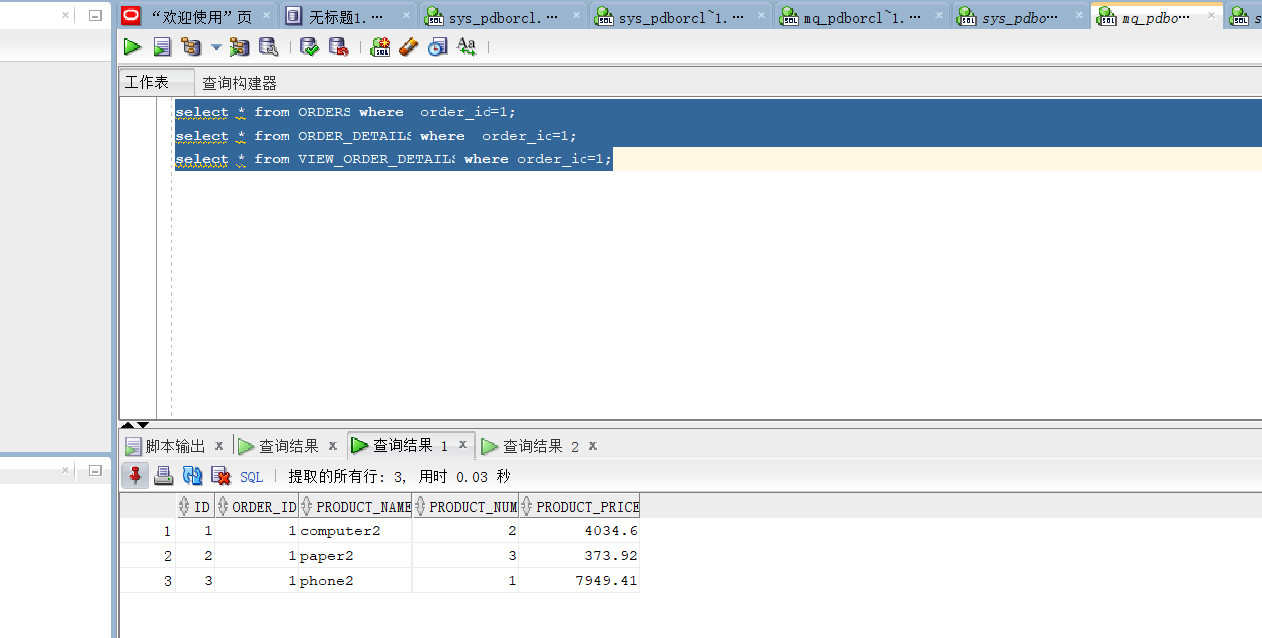 “欢迎使用”页 无标题1.… sys_pdborcl.… sys_pdborcl~1.… mq_pdborcl~1.… sys_pdbo… mq_pdbo… s
工作表 查询构建器
select * from ORDERS where order_id=1;
select * from ORDER_DETAILS where order_id=1;
select * from VIEW_ORDER_DETAILS where order_id=1;
脚本输出 x 查询结果 x 查询结果 1 x 查询结果 2 x
SQL 提取的所有行: 3, 用时 0.03 秒
ID ORDER_ID PRODUCT_NAME PRODUCT_NUM PRODUCT_PRICE
1 1 1 computer2 2 4034.6
2 2 1 paper2 3 373.92
3 3 1 phone2 1 7949.41